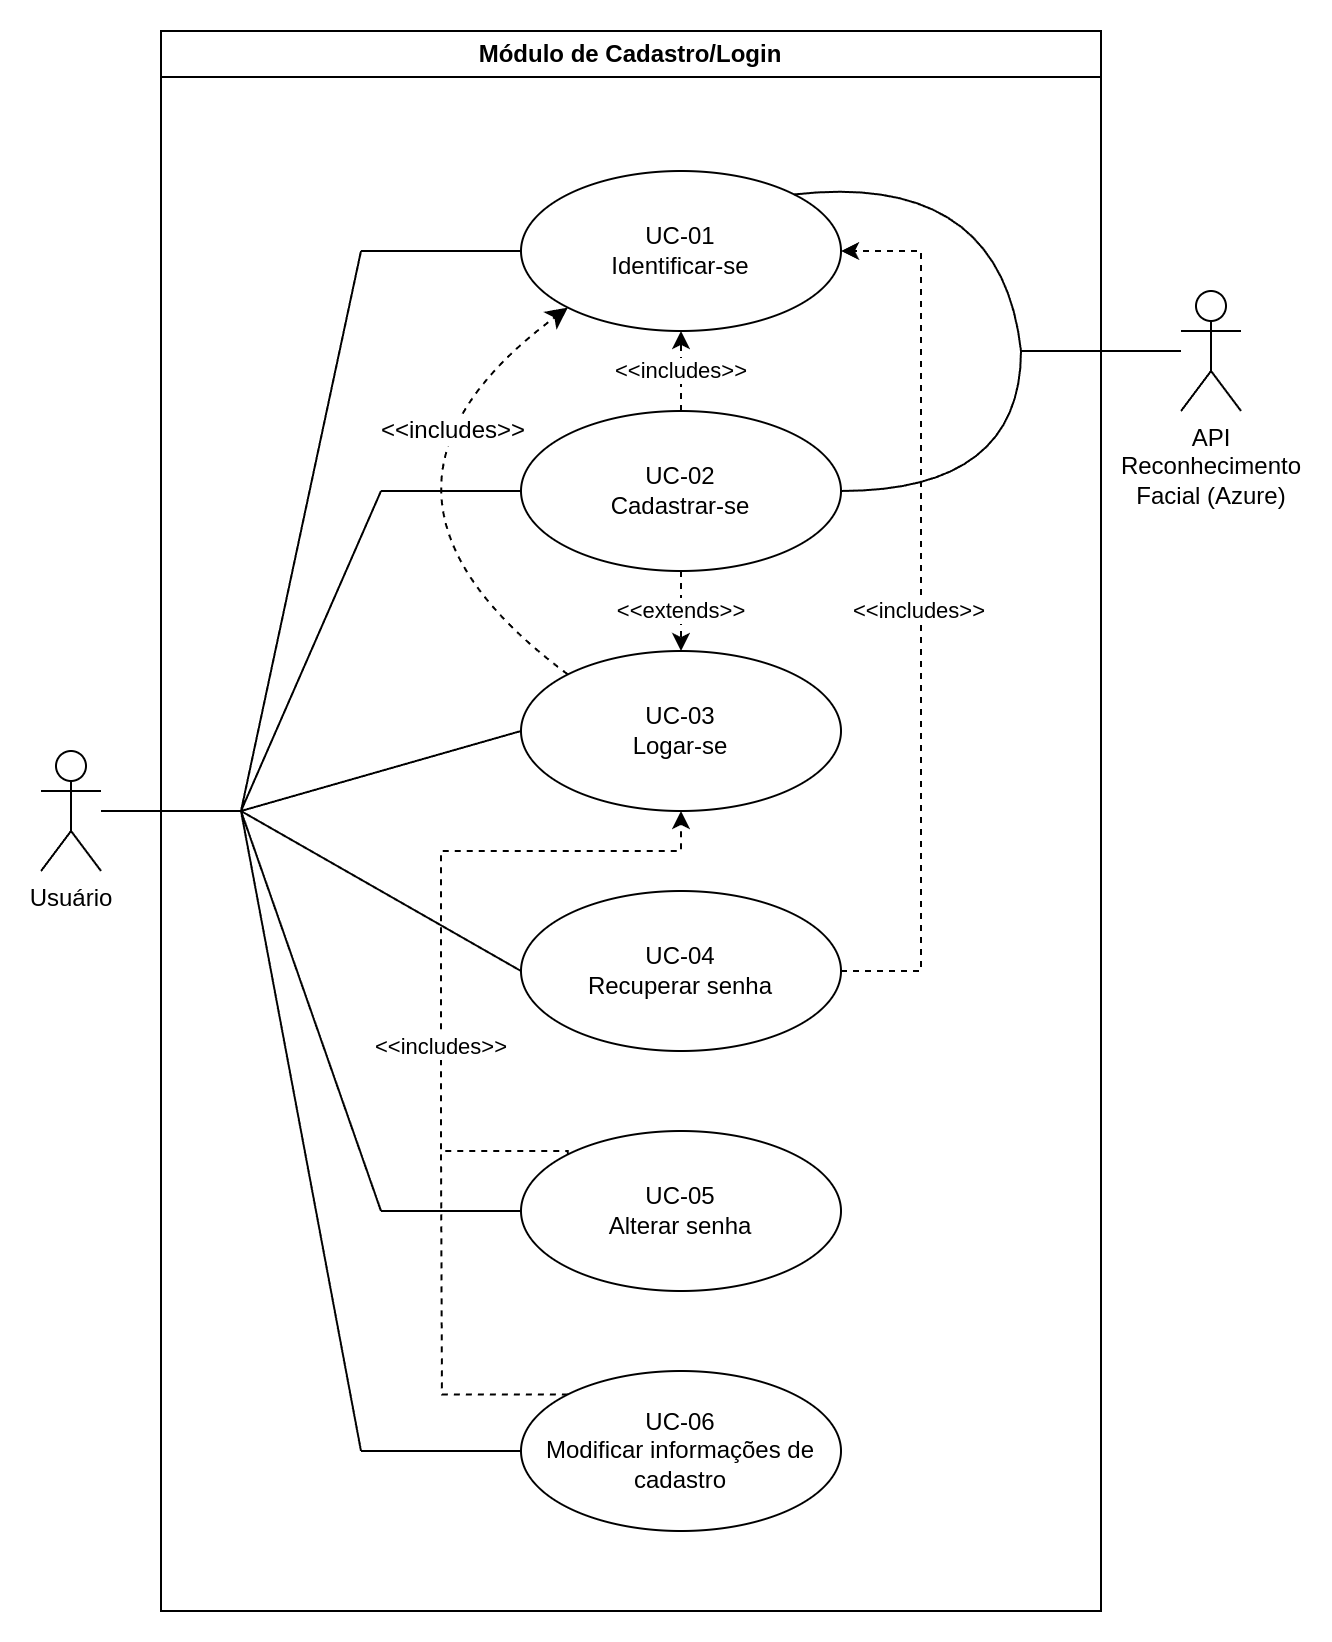 Módulo de Cadastro/Login
UC-01
Identificar-se
<<includes>>
<<includes>>
UC-02
Cadastrar-se
API
Reconhecimento
Facial (Azure)
<<extends>>
<<includes>>
UC-03
Logar-se
Usuário
UC-04
Recuperar senha
<<includes>>
UC-05
Alterar senha
UC-06
Modificar informações de
cadastro